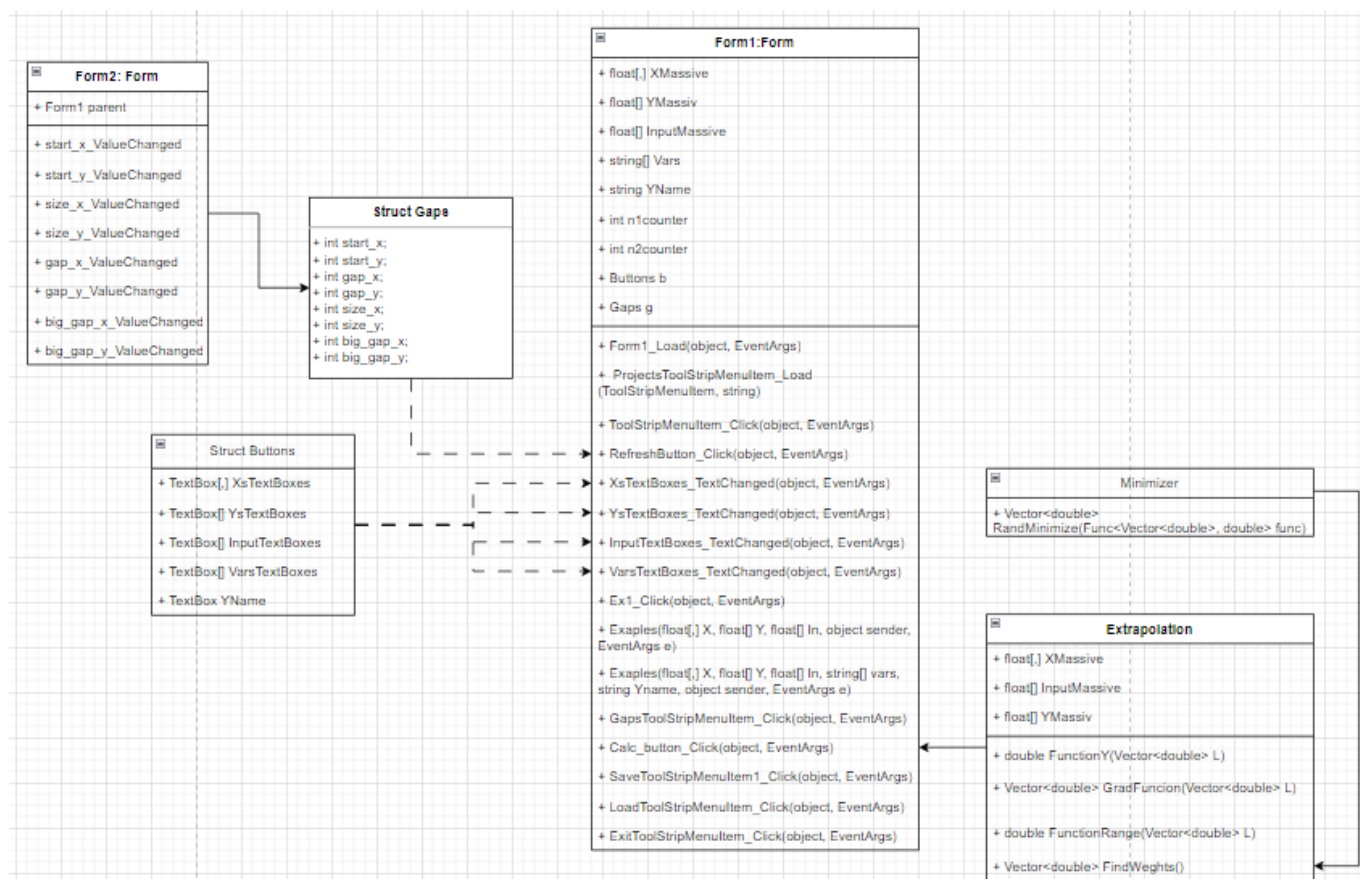 Form2: Form
+ Form1 parent
+ start_x_ValueChanged
+ start_y_ValueChanged
+ size_x_ValueChanged
+ size_y_ValueChanged
+ gap_x_ValueChanged
+ gap_y_ValueChanged
+ big_gap_x_ValueChanged
+ big_gap_y_ValueChanged
Struct Gaps
+ int start_x;
+ int start_y;
+ int gap_x;
+ int gap_y;
+ int size_x;
+ int size_y;
+ int big_gap_x;
+ int big_gap_y;
Struct Buttons
+ TextBox[,] XsTextBoxes
+ TextBox[] YsTextBoxes
+ TextBox[] InputTextBoxes
+ TextBox[] VarsTextBoxes
+ TextBox YName
Form1:Form
+ float[,] XMassive
+ float[] YMassiv
+ float[] InputMassive
+ string[] Vars
+ string YName
+ int n1counter
+ int n2counter
+ Buttons b
+ Gaps g
+ Form1_Load(object, EventArgs)
+ ProjectsToolStripMenuItem_Load
(ToolStripMenuItem, string)
+ ToolStripMenuItem_Click(object, EventArgs)
+ RefreshButton_Click(object, EventArgs)
+ XsTextBoxes_TextChanged(object, EventArgs)
+ YsTextBoxes_TextChanged(object, EventArgs)
+ InputTextBoxes_TextChanged(object, EventArgs)
+ VarsTextBoxes_TextChanged(object, EventArgs)
+ Ex1_Click(object, EventArgs)
+ Exaples(float[,] X, float[] Y, float[] In, object sender,
EventArgs e)
+ Exaples(float[,] X, float[] Y, float[] In, string[] vars,
string Yname, object sender, EventArgs e)
+ GapsToolStripMenuItem_Click(object, EventArgs)
+ Calc_button_Click(object, EventArgs)
+ SaveToolStripMenuItem1_Click(object, EventArgs)
+ LoadToolStripMenuItem_Click(object, EventArgs)
+ ExitToolStripMenuItem_Click(object, EventArgs)
Minimizer
+ Vector<double>
RandMinimize(Func<Vector<double>, double> func)
Extrapolation
+ float[,] XMassive
+ float[] InputMassive
+ float[] YMassiv
+ double FunctionY(Vector<double> L)
+ Vector<double> GradFuncion(Vector<double> L)
+ double FunctionRange(Vector<double> L)
+ Vector<double> FindWeghts()